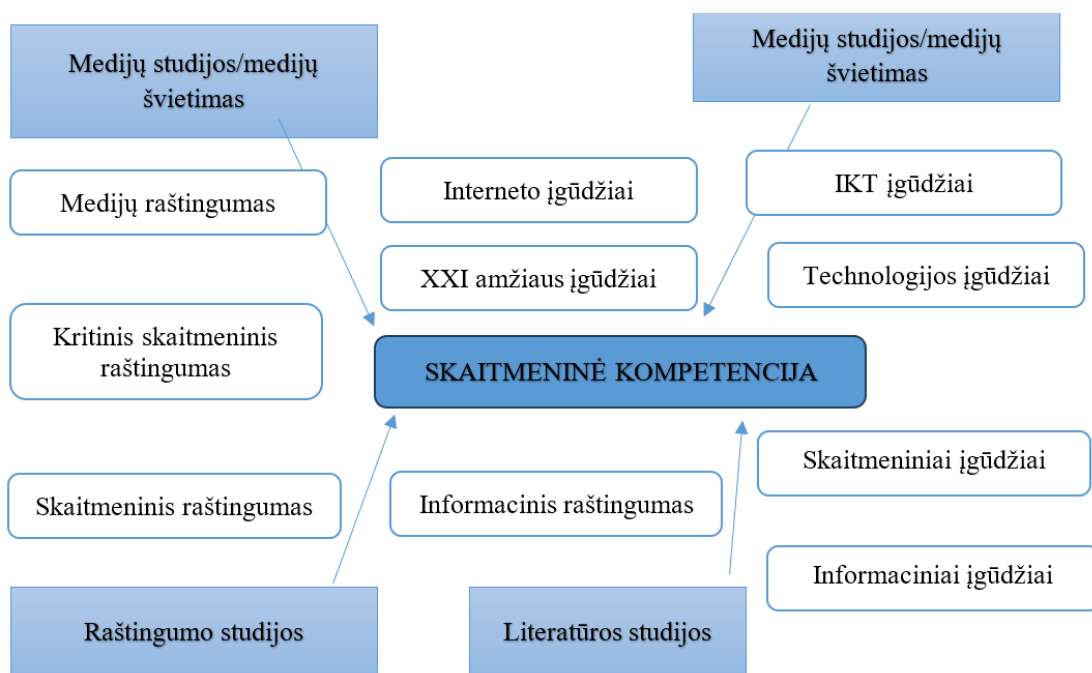 Medijų studijos/medijų
švietimas
Medijų studijos/medijų
švietimas
Medijų raštingumas
Interneto įgūdžiai
IKT įgūdžiai
XXI amžiaus įgūdžiai
Technologijos įgūdžiai
Kritinis skaitmeninis
raštingumas
SKAITMENINĖ KOMPETENCIJA
Skaitmeniniai įgūdžiai
Skaitmeninis raštingumas
Informacinis raštingumas
Informaciniai įgūdžiai
Raštingumo studijos
Literatūros studijos